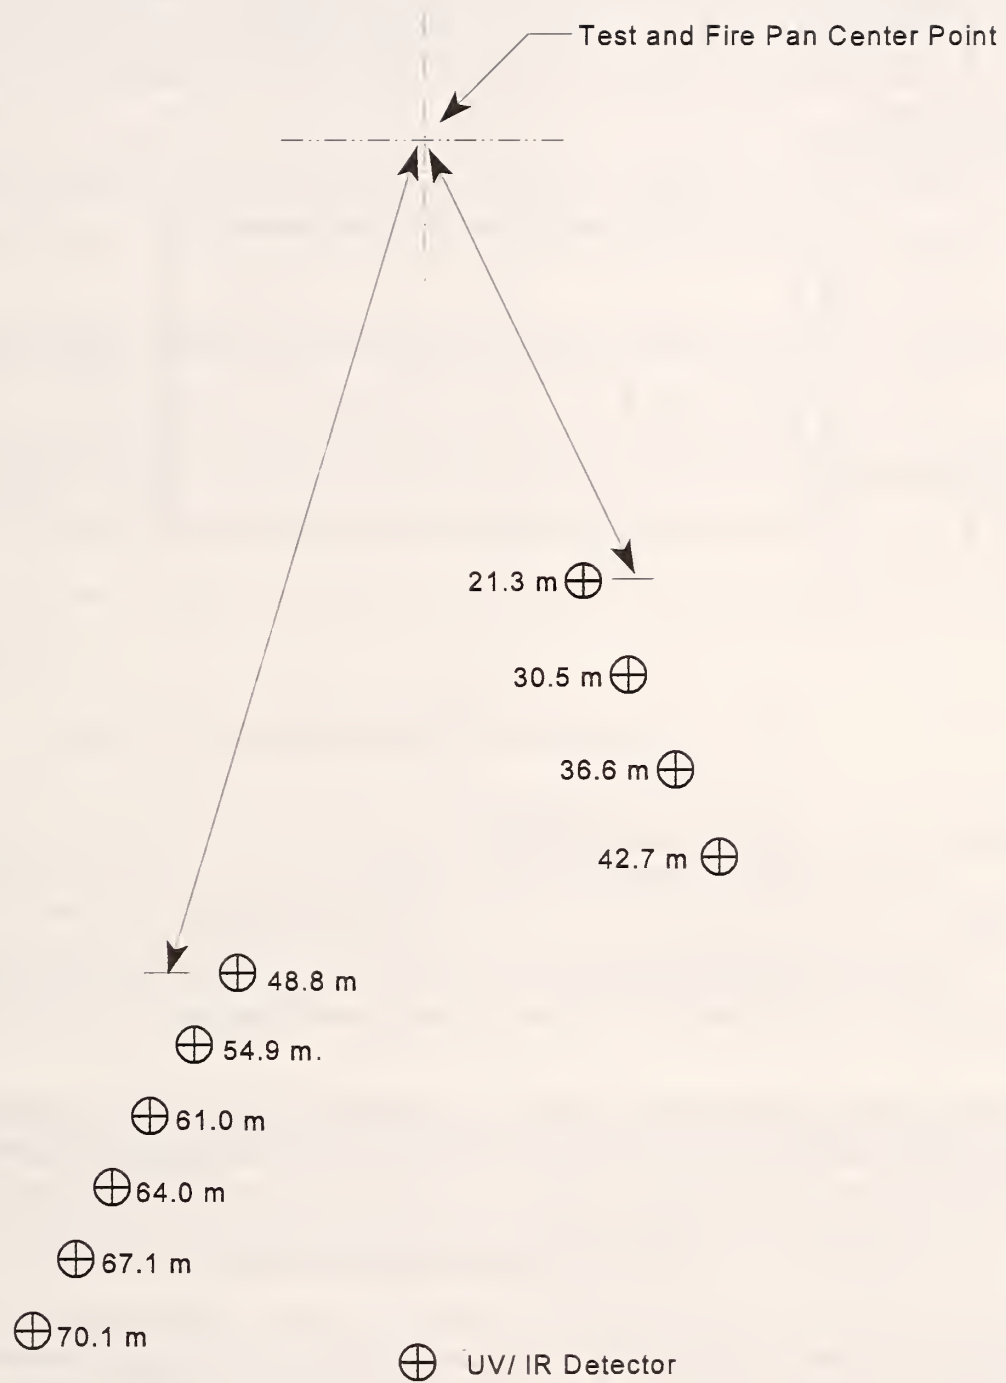 Test and Fire Pan Center Point
21.3 m
30.5 m
36.6 m
42.7 m
48.8 m
54.9 m.
61.0 m
64.0 m
67.1 m
70.1 m
UV/ IR Detector